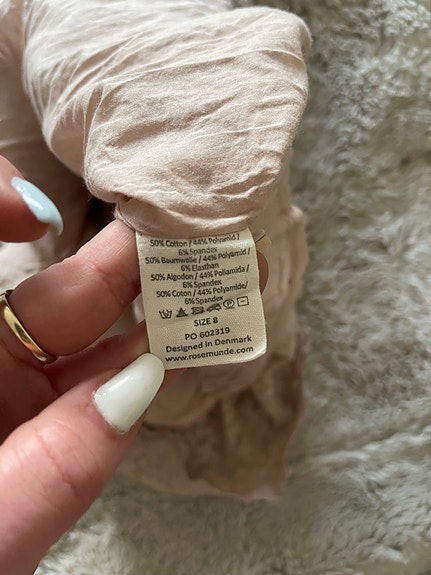 50% Cotton / 44% Polyamid /
6% Spandex
50% Baumwolle / 44% Polyamid /
6% Elasthan
50% Algodon / 44% Poliamida /
6% Spandex
50% Coton / 44% Polyamide/
6% Spandex
SIZE 8
PO 602319
Designed in Denmark
www.rosemunde.com